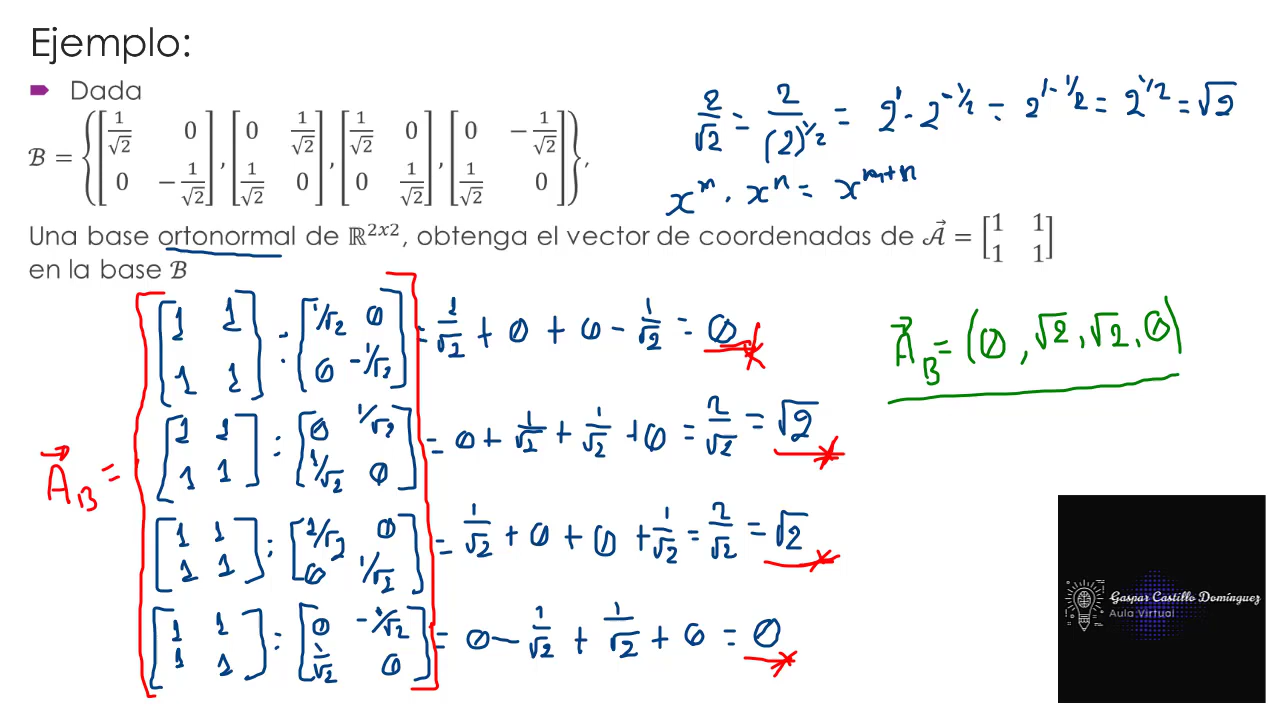 Ejemplo:
Dada
ℬ = { [1/√2 0; 0 −1/√2], [0 1/√2; 1/√2 0], [1/√2 0; 0 1/√2], [0 −1/√2; 1/√2 0] },
2/√2 = 2/(2)^1/2 = 2^1 · 2^-1/2 = 2^1-1/2 = 2^1/2 = √2
x^m · x^n = x^m+n
Una base ortonormal de ℝ^2x2, obtenga el vector de coordenadas de 𝒜⃗ = [1 1; 1 1]
en la base ℬ
A⃗_B =
[1 1; 1 1] : [1/√2 0; 0 -1/√2] = 1/√2 + 0 + 0 - 1/√2 = 0
[1 1; 1 1] : [0 1/√2; 1/√2 0] = 0 + 1/√2 + 1/√2 + 0 = 2/√2 = √2
[1 1; 1 1] : [1/√2 0; 0 1/√2] = 1/√2 + 0 + 0 + 1/√2 = 2/√2 = √2
[1 1; 1 1] : [0 -1/√2; 1/√2 0] = 0 - 1/√2 + 1/√2 + 0 = 0
A⃗_B = (0, √2, √2, 0)
Gaspar Castillo Domínguez
Aula Virtual